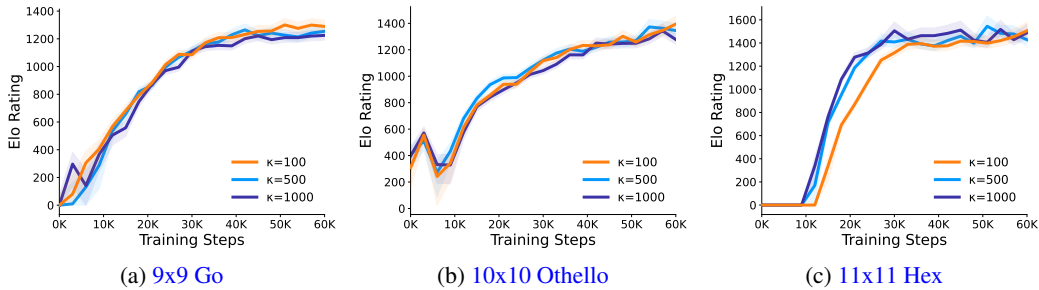 1400
1200
1000
800
600
400
200
0
Elo Rating
0K 10K 20K 30K 40K 50K 60K
Training Steps
κ=100
κ=500
κ=1000
(a) 9x9 Go
1400
1200
1000
800
600
400
200
0
Elo Rating
0K 10K 20K 30K 40K 50K 60K
Training Steps
κ=100
κ=500
κ=1000
(b) 10x10 Othello
1600
1400
1200
1000
800
600
400
200
0
Elo Rating
0K 10K 20K 30K 40K 50K 60K
Training Steps
κ=100
κ=500
κ=1000
(c) 11x11 Hex